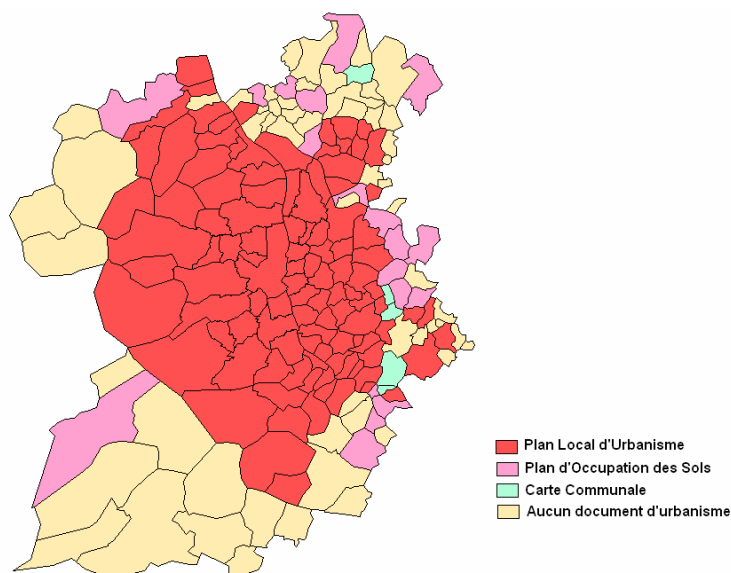 Plan Local d'Urbanisme
Plan d'Occupation des Sols
Carte Communale
Aucun document d'urbanisme